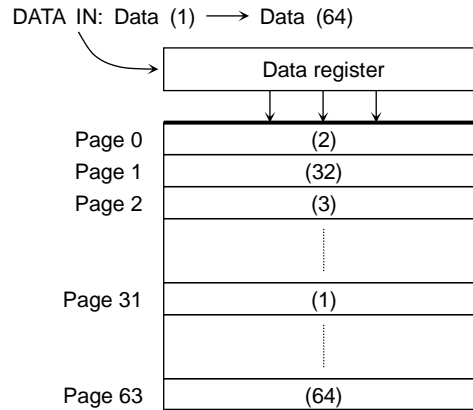 DATA IN: Data (1) → Data (64)
Data register
Page 0 (2)
Page 1 (32)
Page 2 (3)
Page 31 (1)
Page 63 (64)